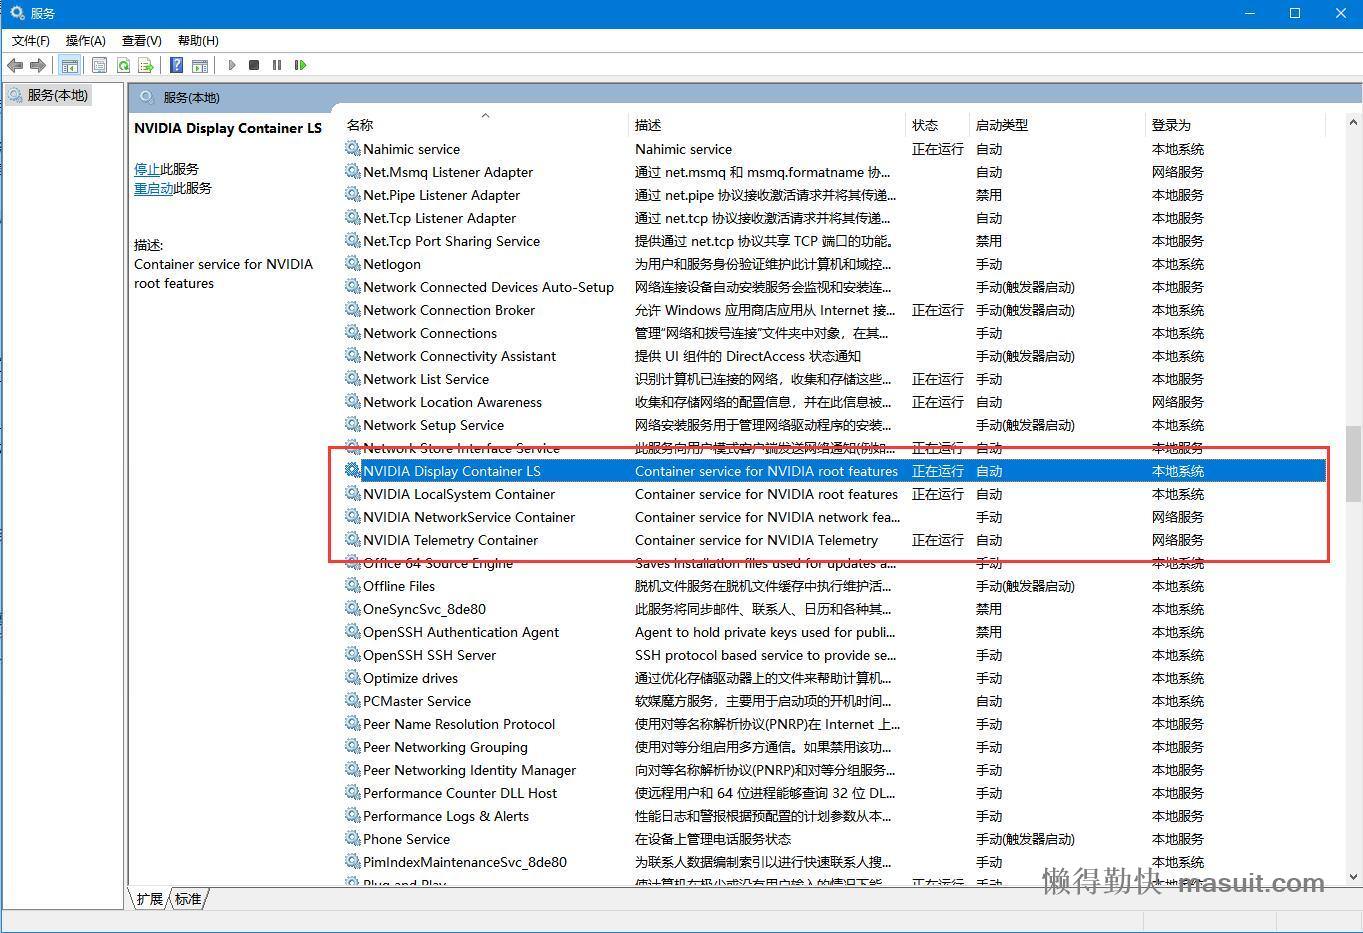 服务
文件(F) 操作(A) 查看(V) 帮助(H)
服务(本地)
服务(本地)
NVIDIA Display Container LS
停止此服务
重启动此服务
描述:
Container service for NVIDIA
root features
名称 描述 状态 启动类型 登录为
Nahimic service Nahimic service 正在运行 自动 本地系统
Net.Msmq Listener Adapter 通过 net.msmq 和 msmq.formatname 协... 自动 网络服务
Net.Pipe Listener Adapter 通过 net.pipe 协议接收激活请求并将其传递... 禁用 本地服务
Net.Tcp Listener Adapter 通过 net.tcp 协议接收激活请求并将其传递... 自动 本地服务
Net.Tcp Port Sharing Service 提供通过 net.tcp 协议共享 TCP 端口的功能。 禁用 本地服务
Netlogon 为用户和服务身份验证维护此计算机和域控... 手动 本地系统
Network Connected Devices Auto-Setup 网络连接设备自动安装服务会监视和安装连... 手动(触发器启动) 本地服务
Network Connection Broker 允许 Windows 应用商店应用从 Internet 接... 正在运行 手动(触发器启动) 本地系统
Network Connections 管理“网络和拨号连接”文件夹中对象，在其... 手动 本地系统
Network Connectivity Assistant 提供 UI 组件的 DirectAccess 状态通知 手动(触发器启动) 本地系统
Network List Service 识别计算机已连接的网络，收集和存储这些... 正在运行 手动 本地服务
Network Location Awareness 收集和存储网络的配置信息，并在此信息被... 正在运行 自动 网络服务
Network Setup Service 网络安装服务用于管理网络驱动程序的安装... 手动(触发器启动) 本地系统
Network Store Interface Service 此服务向用户模式客户端发送网络通知(例如... 正在运行 自动 本地服务
NVIDIA Display Container LS Container service for NVIDIA root features 正在运行 自动 本地系统
NVIDIA LocalSystem Container Container service for NVIDIA root features 正在运行 自动 本地系统
NVIDIA NetworkService Container Container service for NVIDIA network fea... 手动 网络服务
NVIDIA Telemetry Container Container service for NVIDIA Telemetry 正在运行 自动 网络服务
Office 64 Source Engine Saves installation files used for updates a... 手动 本地系统
Offline Files 脱机文件服务在脱机文件缓存中执行维护活... 手动(触发器启动) 本地系统
OneSyncSvc_8de80 此服务将同步邮件、联系人、日历和各种其... 禁用 本地系统
OpenSSH Authentication Agent Agent to hold private keys used for publi... 禁用 本地系统
OpenSSH SSH Server SSH protocol based service to provide se... 手动 本地系统
Optimize drives 通过优化存储驱动器上的文件来帮助计算机... 手动 本地系统
PCMaster Service 软媒魔方服务，主要用于启动项的开机时间... 自动 本地系统
Peer Name Resolution Protocol 使用对等名称解析协议(PNRP)在 Internet 上... 手动 本地服务
Peer Networking Grouping 使用对等分组启用多方通信。如果禁用该功... 手动 本地服务
Peer Networking Identity Manager 向对等名称解析协议(PNRP)和对等分组服务... 手动 本地服务
Performance Counter DLL Host 使远程用户和 64 位进程能够查询 32 位 DL... 手动 本地服务
Performance Logs & Alerts 性能日志和警报根据预配置的计划参数从本... 手动 本地服务
Phone Service 在设备上管理电话服务状态 手动(触发器启动) 本地服务
PimIndexMaintenanceSvc_8de80 为联系人数据编制索引以进行快速联系人搜... 手动 本地系统
Plug and Play 使计算机在极少或没有用户输入的情况下能... 正在运行 手动 本地系统
懒得勤快 masuit.com
扩展 标准